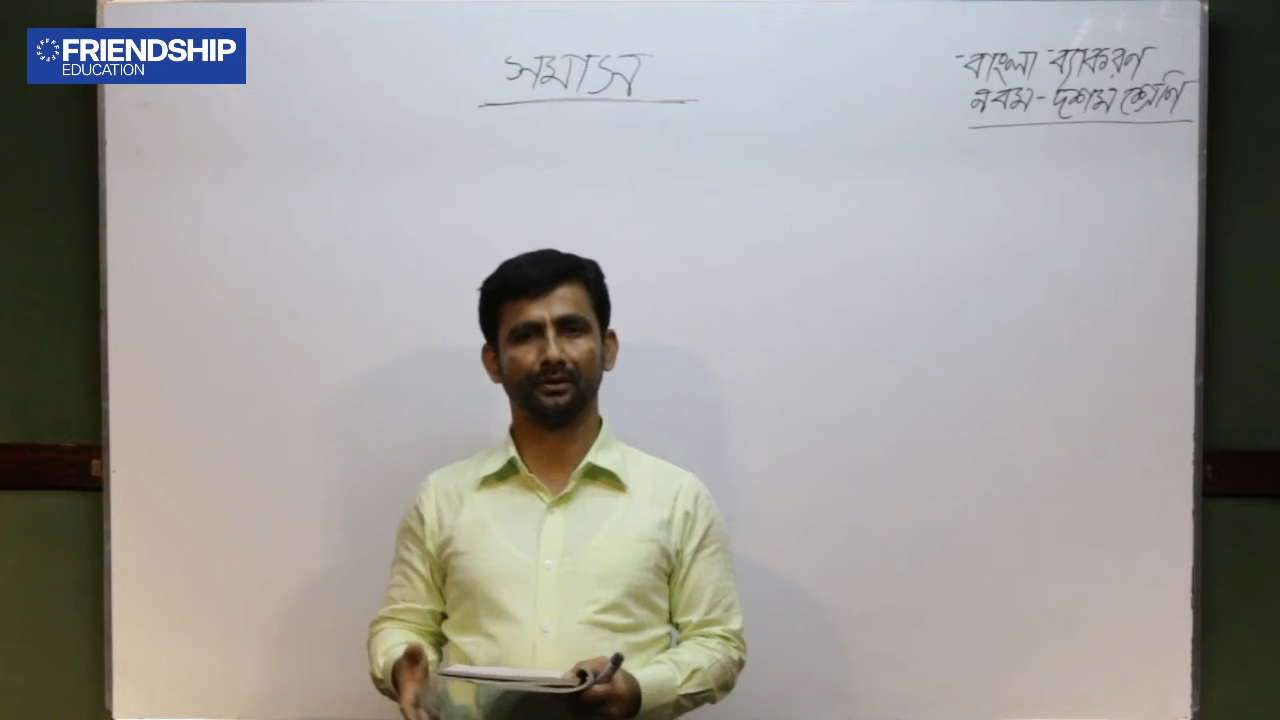 FRIENDSHIP
EDUCATION
সমাস
বাংলা ব্যাকরণ
নবম-দশম শ্রেণি